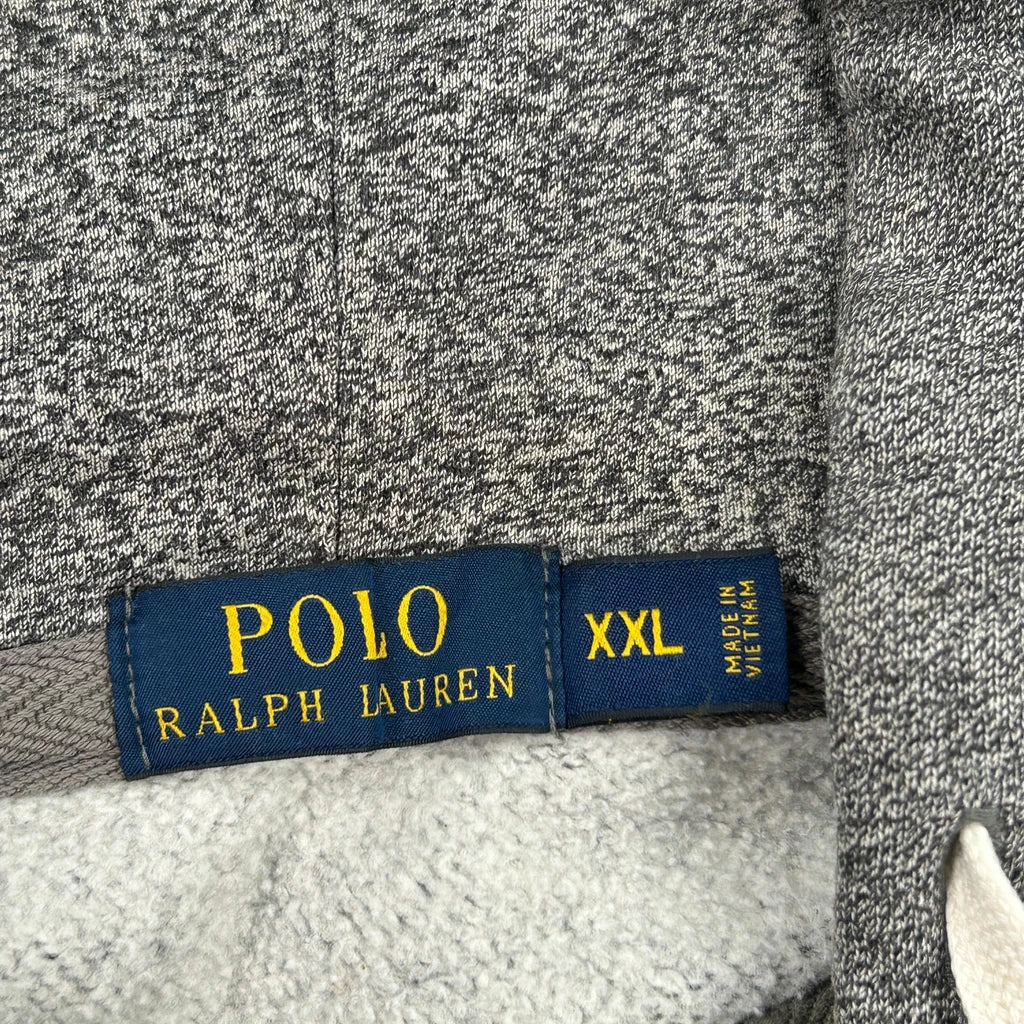 POLO
RALPH LAUREN
XXL
MADE IN
VIETNAM